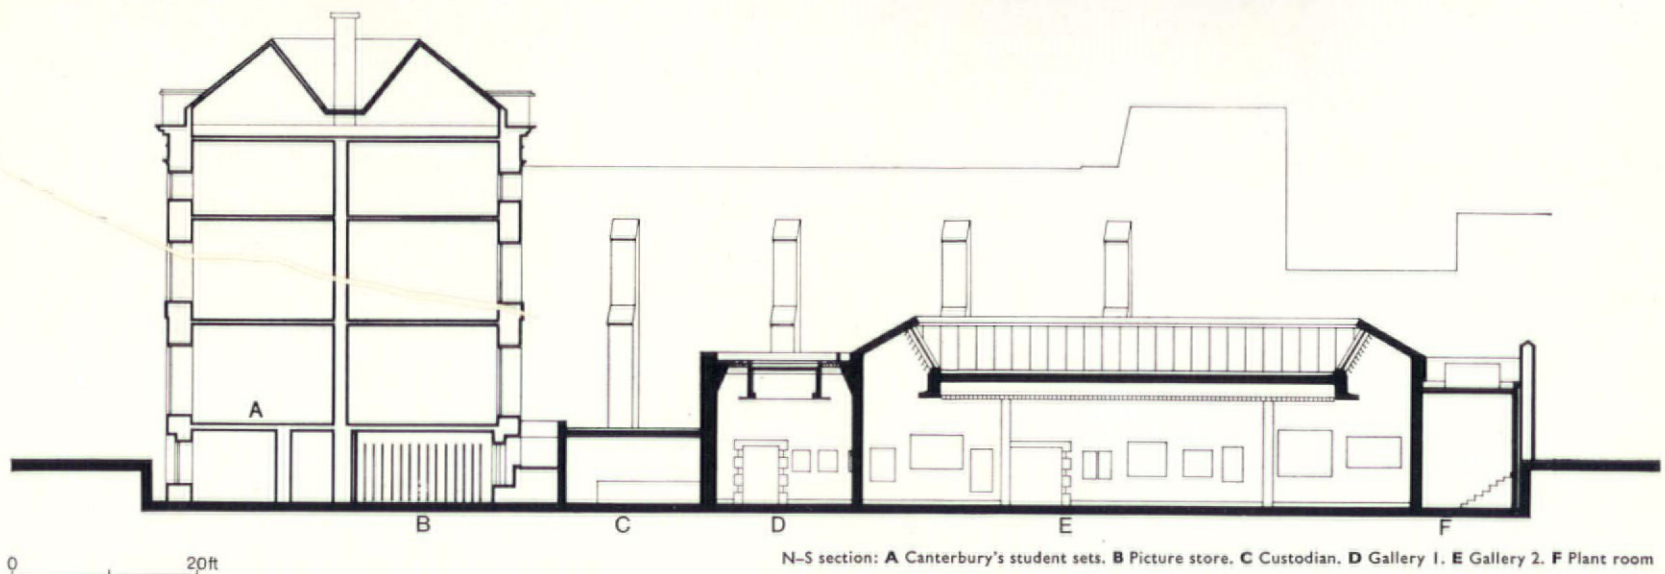 A
B
C
D
E
F
0 20ft
N–S section: A Canterbury's student sets. B Picture store. C Custodian. D Gallery 1. E Gallery 2. F Plant room